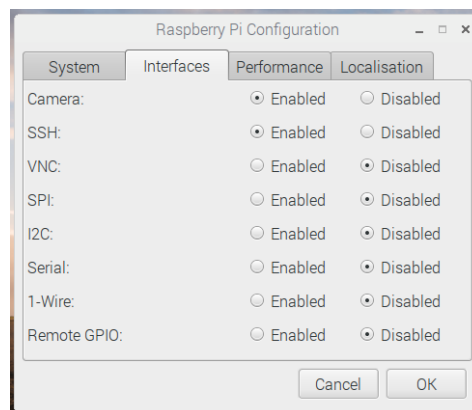 Raspberry Pi Configuration
System Interfaces Performance Localisation
Camera: Enabled Disabled
SSH: Enabled Disabled
VNC: Enabled Disabled
SPI: Enabled Disabled
I2C: Enabled Disabled
Serial: Enabled Disabled
1-Wire: Enabled Disabled
Remote GPIO: Enabled Disabled
Cancel OK